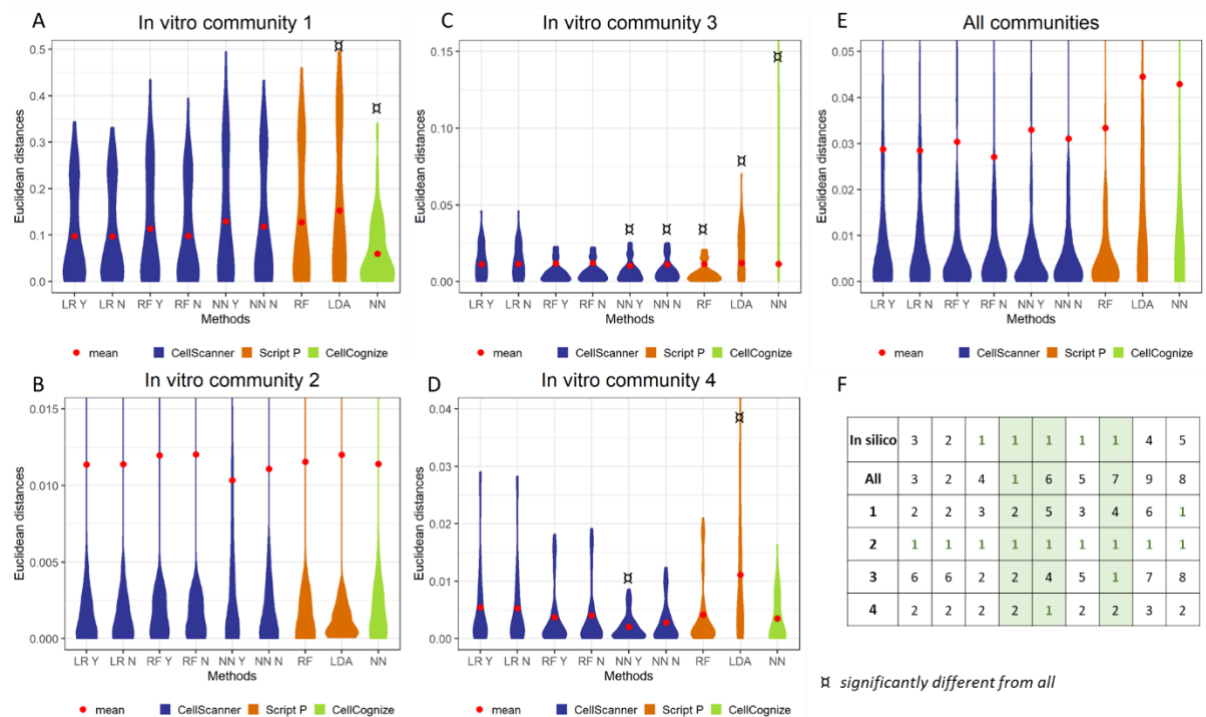 A In vitro community 1
Euclidean distances
0.5
0.4
0.3
0.2
0.1
0.0
¤ ¤
LR Y LR N RF Y RF N NN Y NN N RF LDA NN
Methods
mean CellScanner Script P CellCognize
C In vitro community 3
Euclidean distances
0.15
0.10
0.05
0.00
¤ ¤ ¤ ¤ ¤
LR Y LR N RF Y RF N NN Y NN N RF LDA NN
Methods
mean CellScanner Script P CellCognize
E All communities
Euclidean distances
0.05
0.04
0.03
0.02
0.01
0.00
LR Y LR N RF Y RF N NN Y NN N RF LDA NN
Methods
mean CellScanner Script P CellCognize
B In vitro community 2
Euclidean distances
0.015
0.010
0.005
0.000
LR Y LR N RF Y RF N NN Y NN N RF LDA NN
Methods
mean CellScanner Script P CellCognize
D In vitro community 4
Euclidean distances
0.04
0.03
0.02
0.01
0.00
¤ ¤
LR Y LR N RF Y RF N NN Y NN N RF LDA NN
Methods
mean CellScanner Script P CellCognize
F
In silico 3 2 1 1 1 1 1 4 5
All 3 2 4 1 6 5 7 9 8
1 2 2 3 2 5 3 4 6 1
2 1 1 1 1 1 1 1 1 1
3 6 6 2 2 4 5 1 7 8
4 2 2 2 2 1 2 2 3 2
¤ significantly different from all